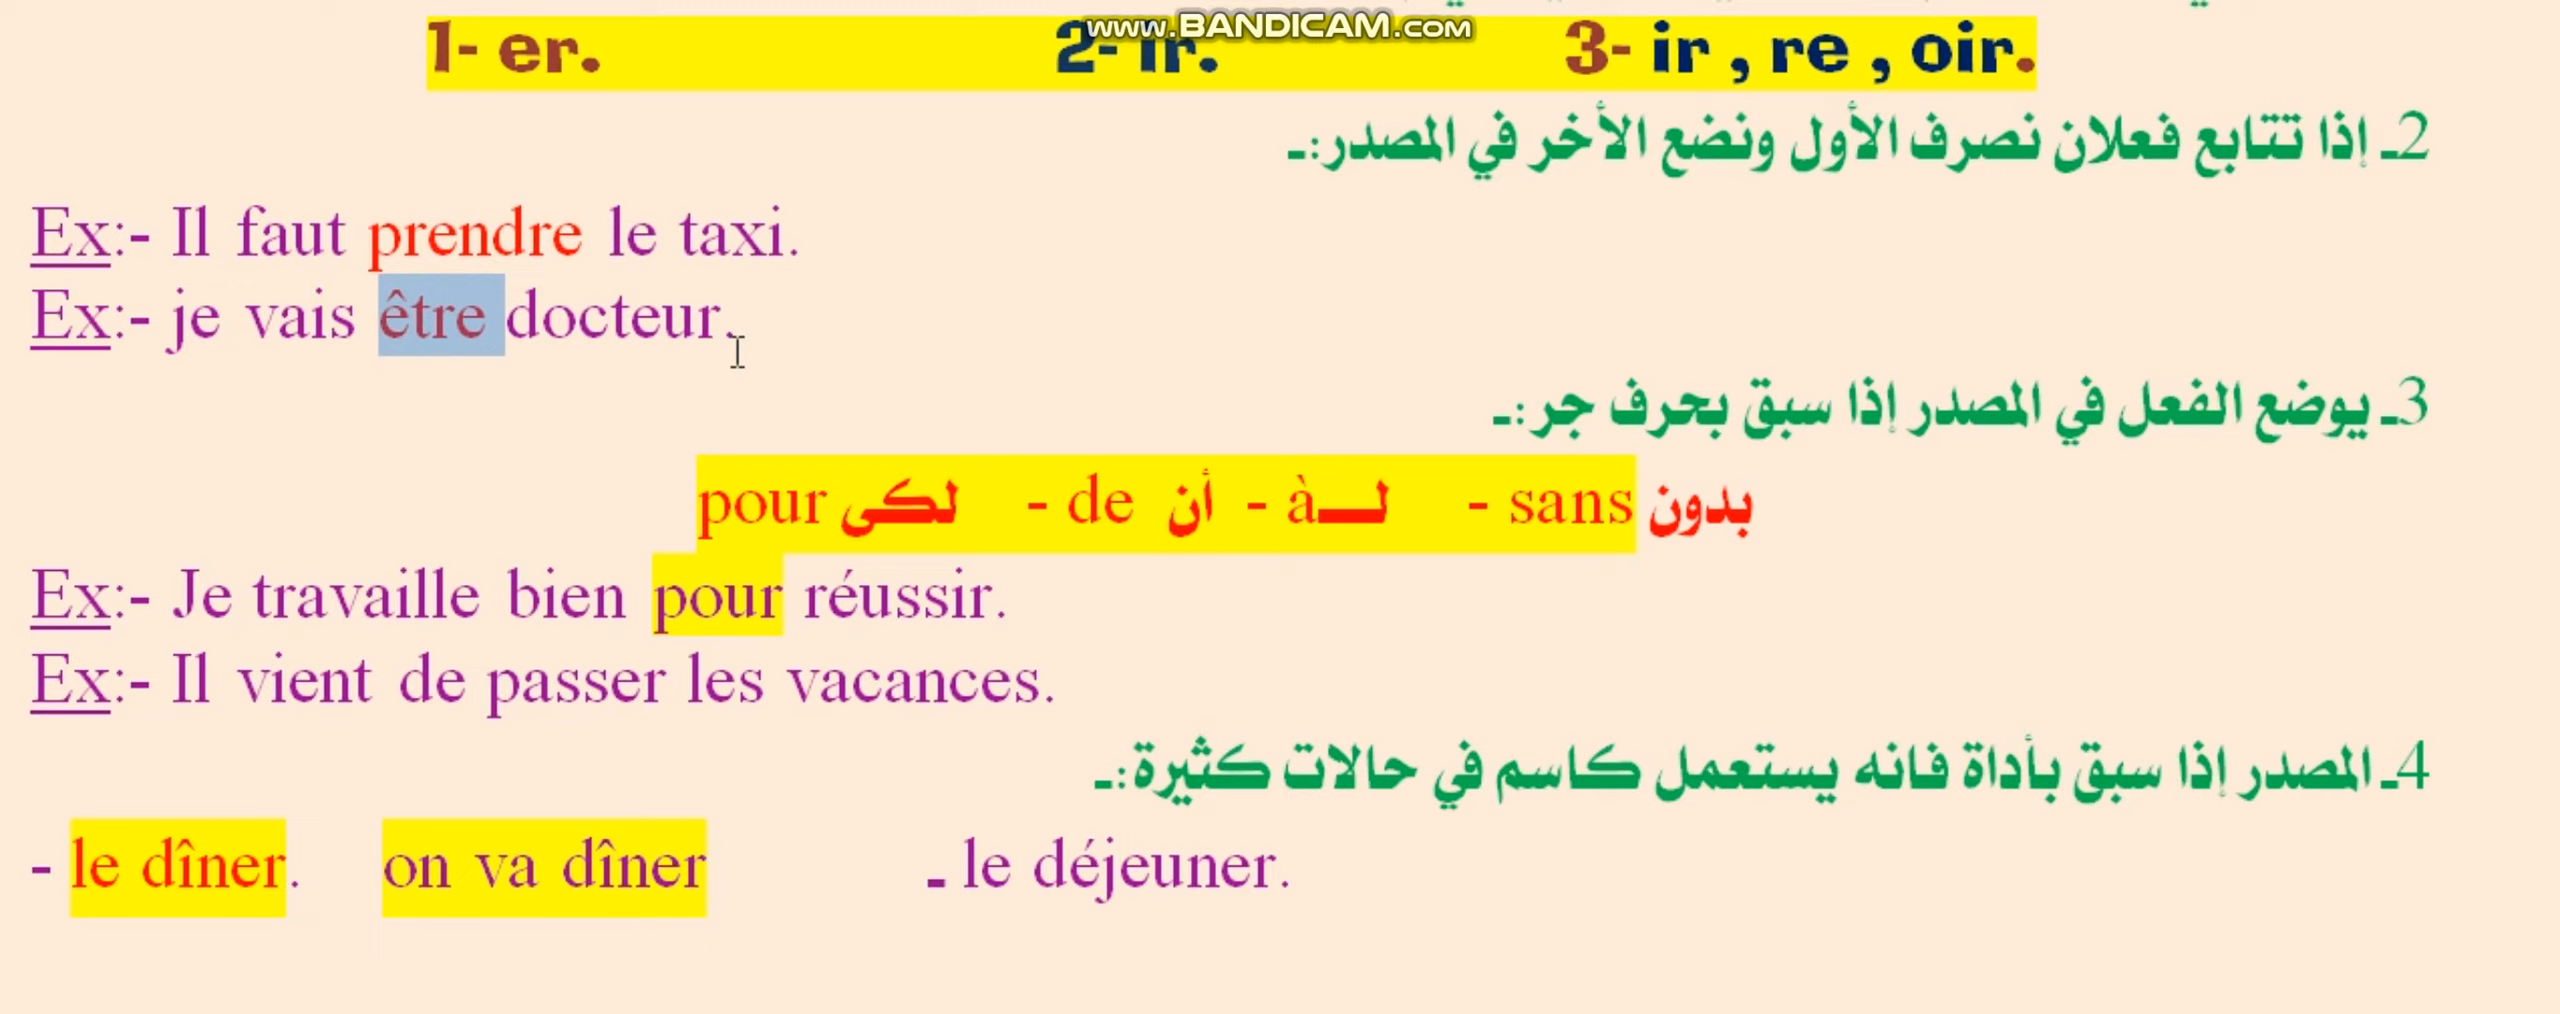 www.BANDICAM.com
1- er. 2- ir. 3- ir , re , oir.
2ـ إذا تتابع فعلان نصرف الأول ونضع الأخر في المصدر:ـ
Ex:- Il faut prendre le taxi.
Ex:- je vais être docteur.
3ـ يوضع الفعل في المصدر إذا سبق بحرف جر:ـ
pour لكى - de أن - à لــ - sans بدون
Ex:- Je travaille bien pour réussir.
Ex:- Il vient de passer les vacances.
4ـ المصدر إذا سبق بأداة فانه يستعمل كاسم في حالات كثيرة:ـ
- le dîner. on va dîner - le déjeuner.